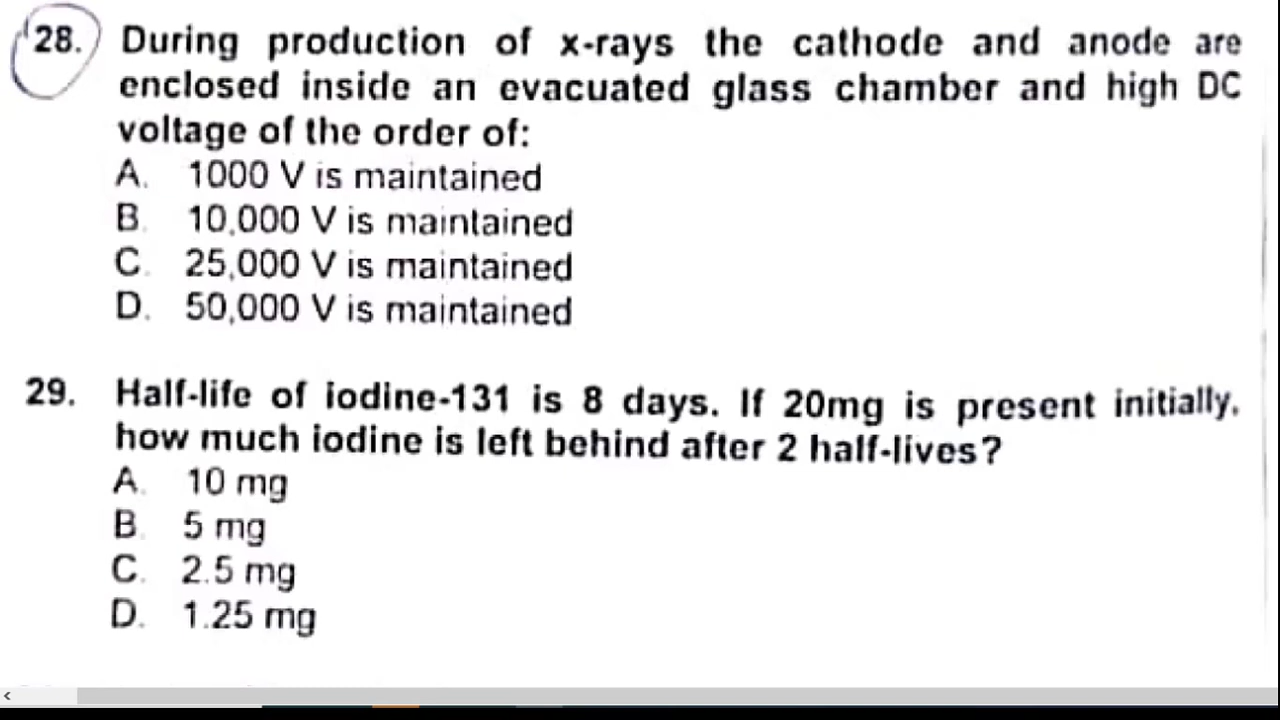 28. During production of x-rays the cathode and anode are
enclosed inside an evacuated glass chamber and high DC
voltage of the order of:
A. 1000 V is maintained
B. 10,000 V is maintained
C. 25,000 V is maintained
D. 50,000 V is maintained
29. Half-life of iodine-131 is 8 days. If 20mg is present initially,
how much iodine is left behind after 2 half-lives?
A. 10 mg
B. 5 mg
C. 2.5 mg
D. 1.25 mg